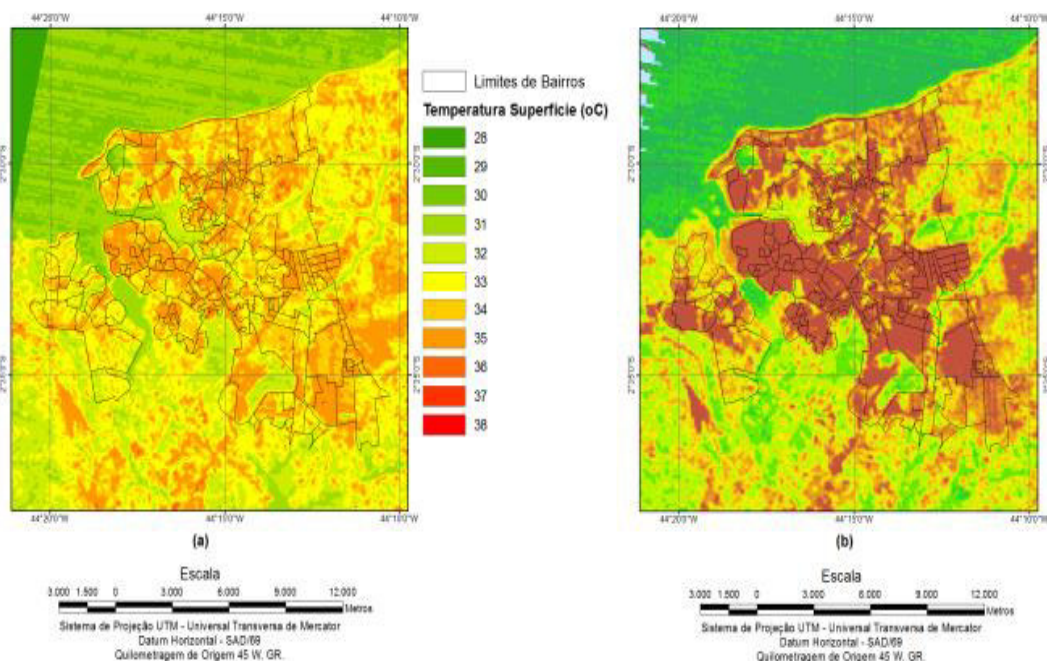 44°20'0"W 44°15'0"W 44°10'0"W
44°20'0"W 44°15'0"W 44°10'0"W
2°30'0"S
2°35'0"S
Limites de Bairros
Temperatura Superfície (oC)
28
29
30
31
32
33
34
35
36
37
38
44°20'0"W 44°15'0"W 44°10'0"W
(a)
Escala
3.000 1.500 0 3.000 6.000 9.000 12.000
Metros
Sistema de Projeção UTM - Universal Transversa de Mercator
Datum Horizontal - SAD/69
Quilometragem de Origem 45 W. GR.
44°20'0"W 44°15'0"W 44°10'0"W
(b)
Escala
3.000 1.500 0 3.000 6.000 9.000 12.000
Metros
Sistema de Projeção UTM - Universal Transversa de Mercator
Datum Horizontal - SAD/69
Quilometragem de Origem 45 W. GR.